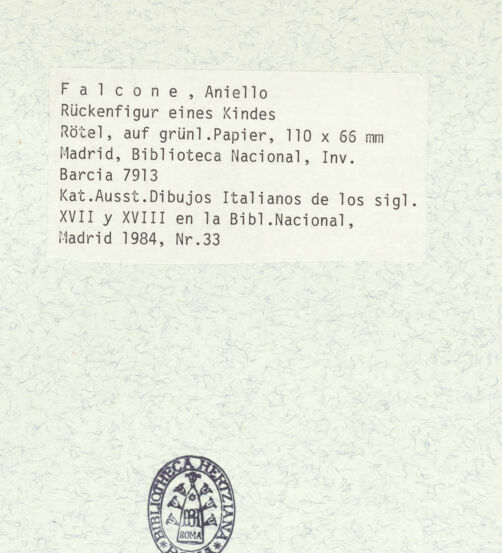 F a l c o n e , Aniello
Rückenfigur eines Kindes
Rötel, auf grünl.Papier, 110 x 66 mm
Madrid, Biblioteca Nacional, Inv.
Barcia 7913
Kat.Ausst.Dibujos Italianos de los sigl.
XVII y XVIII en la Bibl.Nacional,
Madrid 1984, Nr.33
BIBLIOTHECA HERTZIANA
ROMA